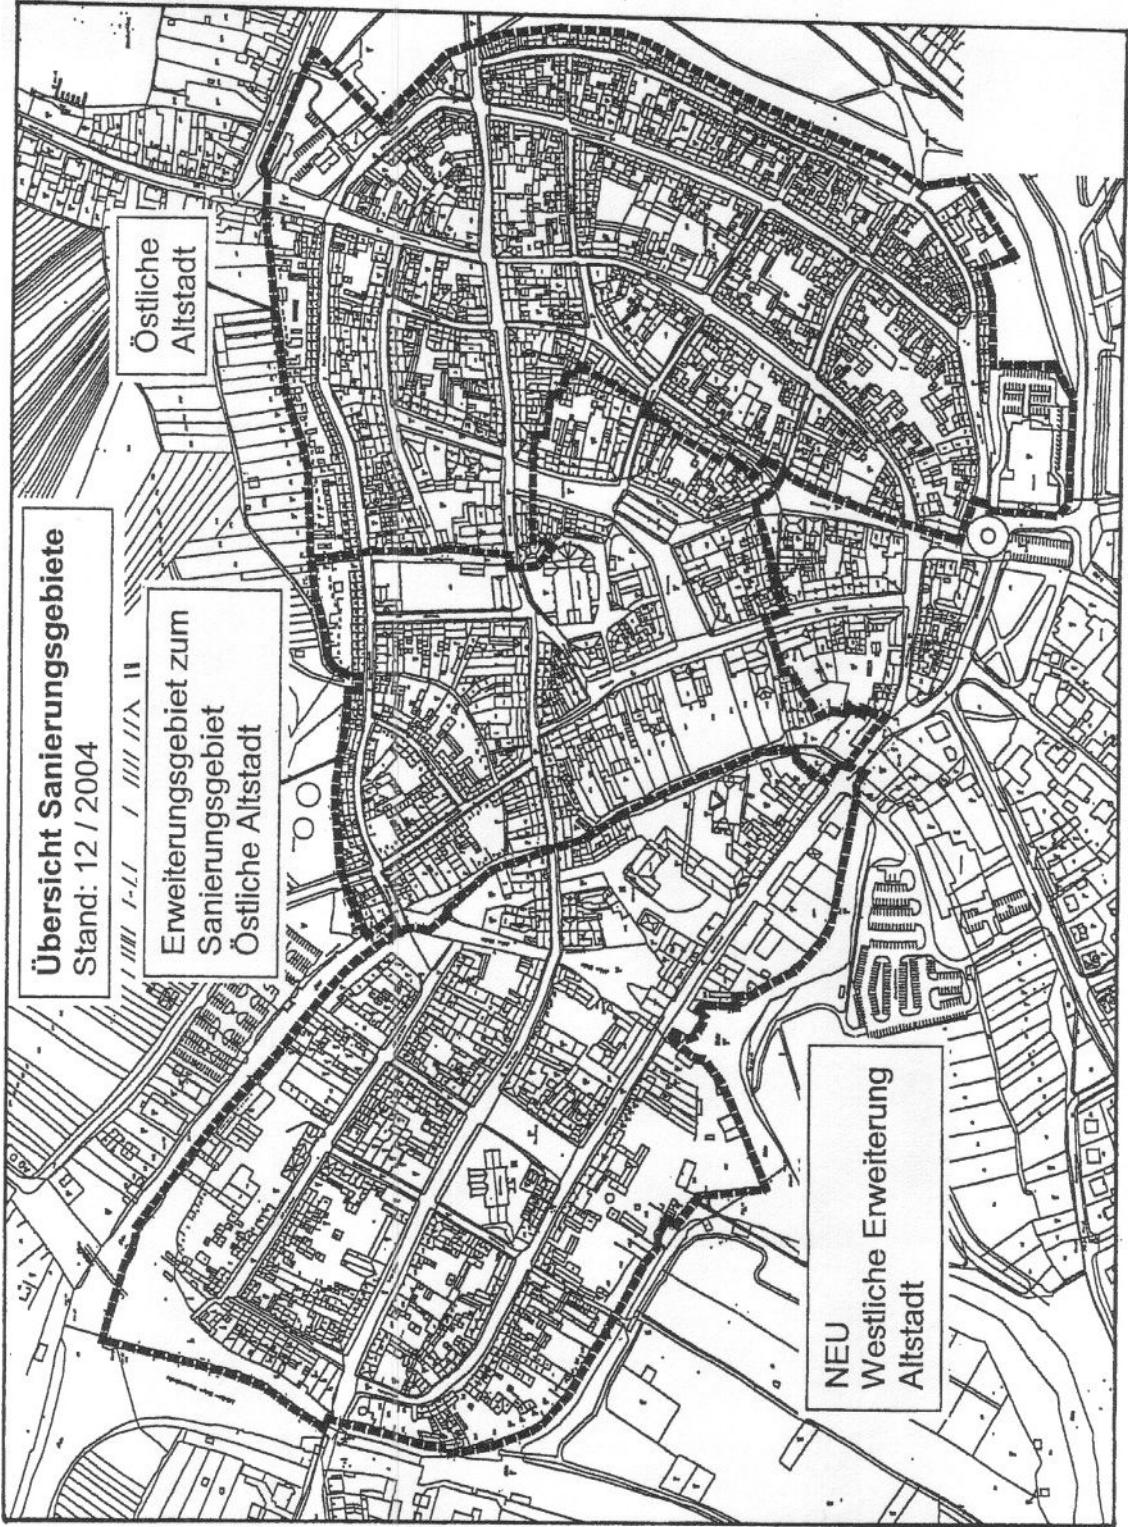 Übersicht Sanierungsgebiete
Stand: 12 / 2004
Östliche
Altstadt
Erweiterungsgebiet zum
Sanierungsgebiet
Östliche Altstadt
NEU
Westliche Erweiterung
Altstadt